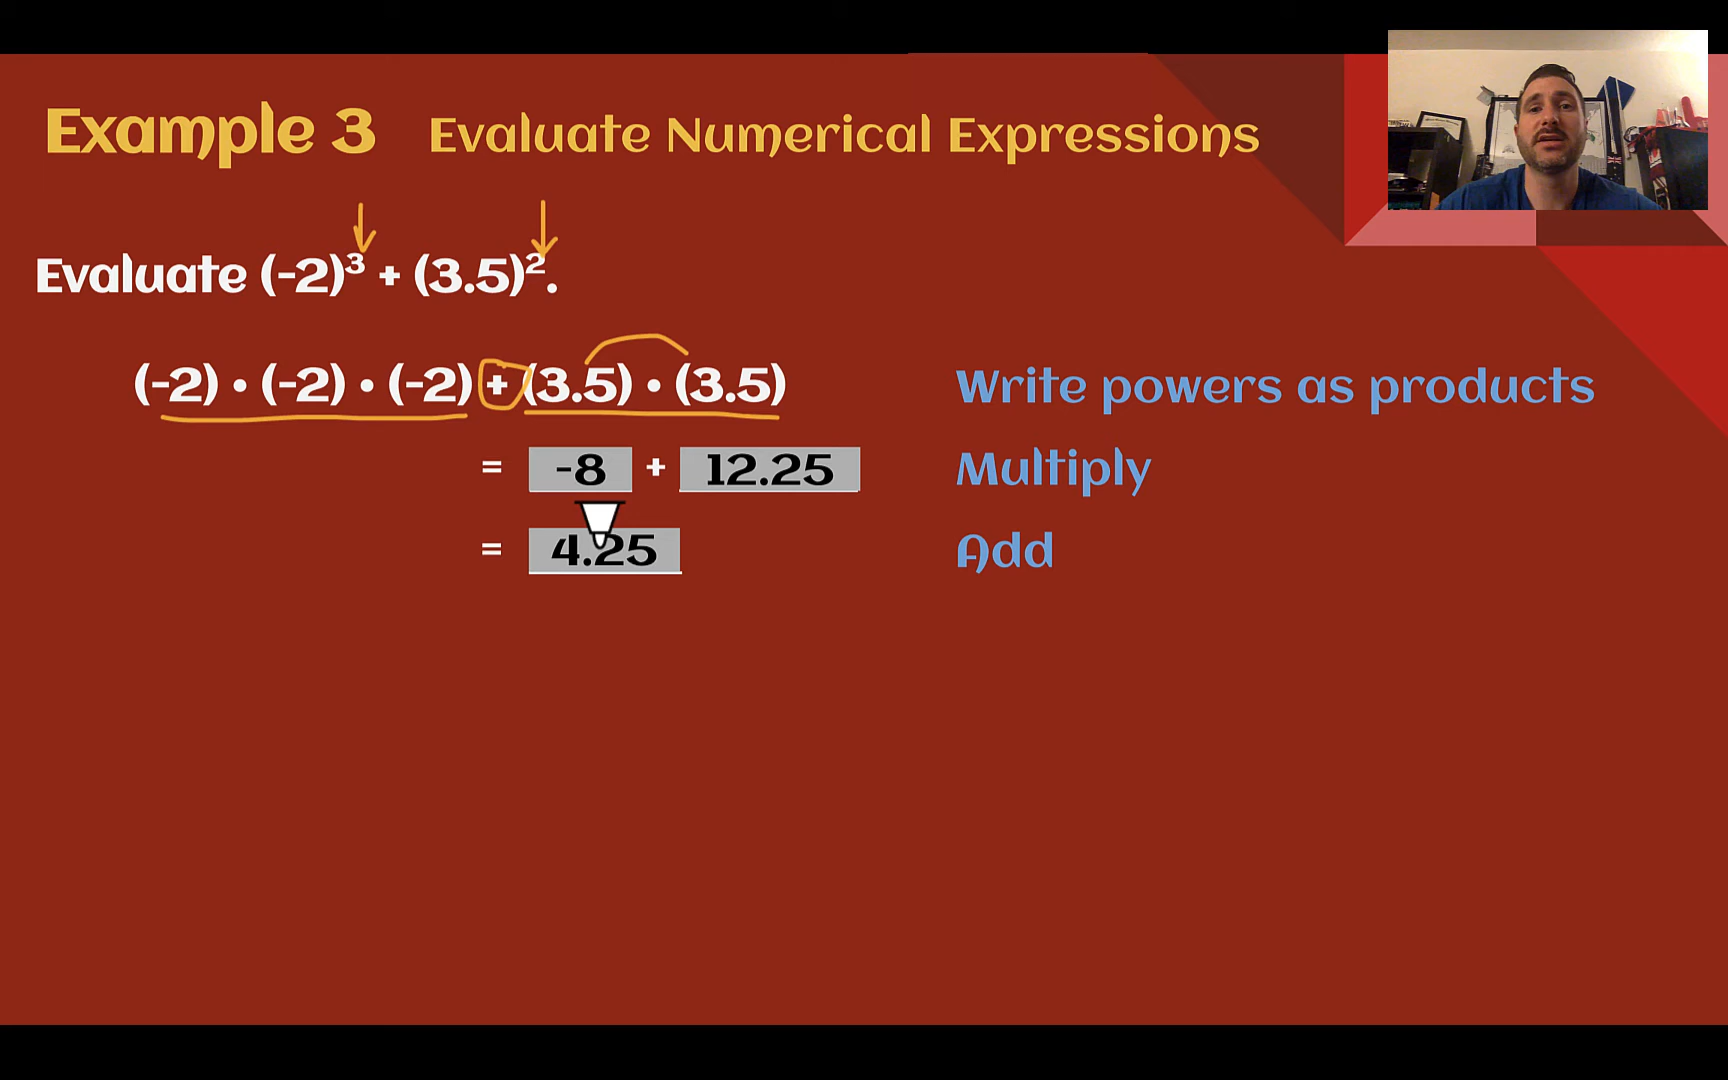 Example 3 Evaluate Numerical Expressions
Evaluate (-2)³ + (3.5)².
(-2) • (-2) • (-2) + (3.5) • (3.5) Write powers as products
= -8 + 12.25 Multiply
= 4.25 Add